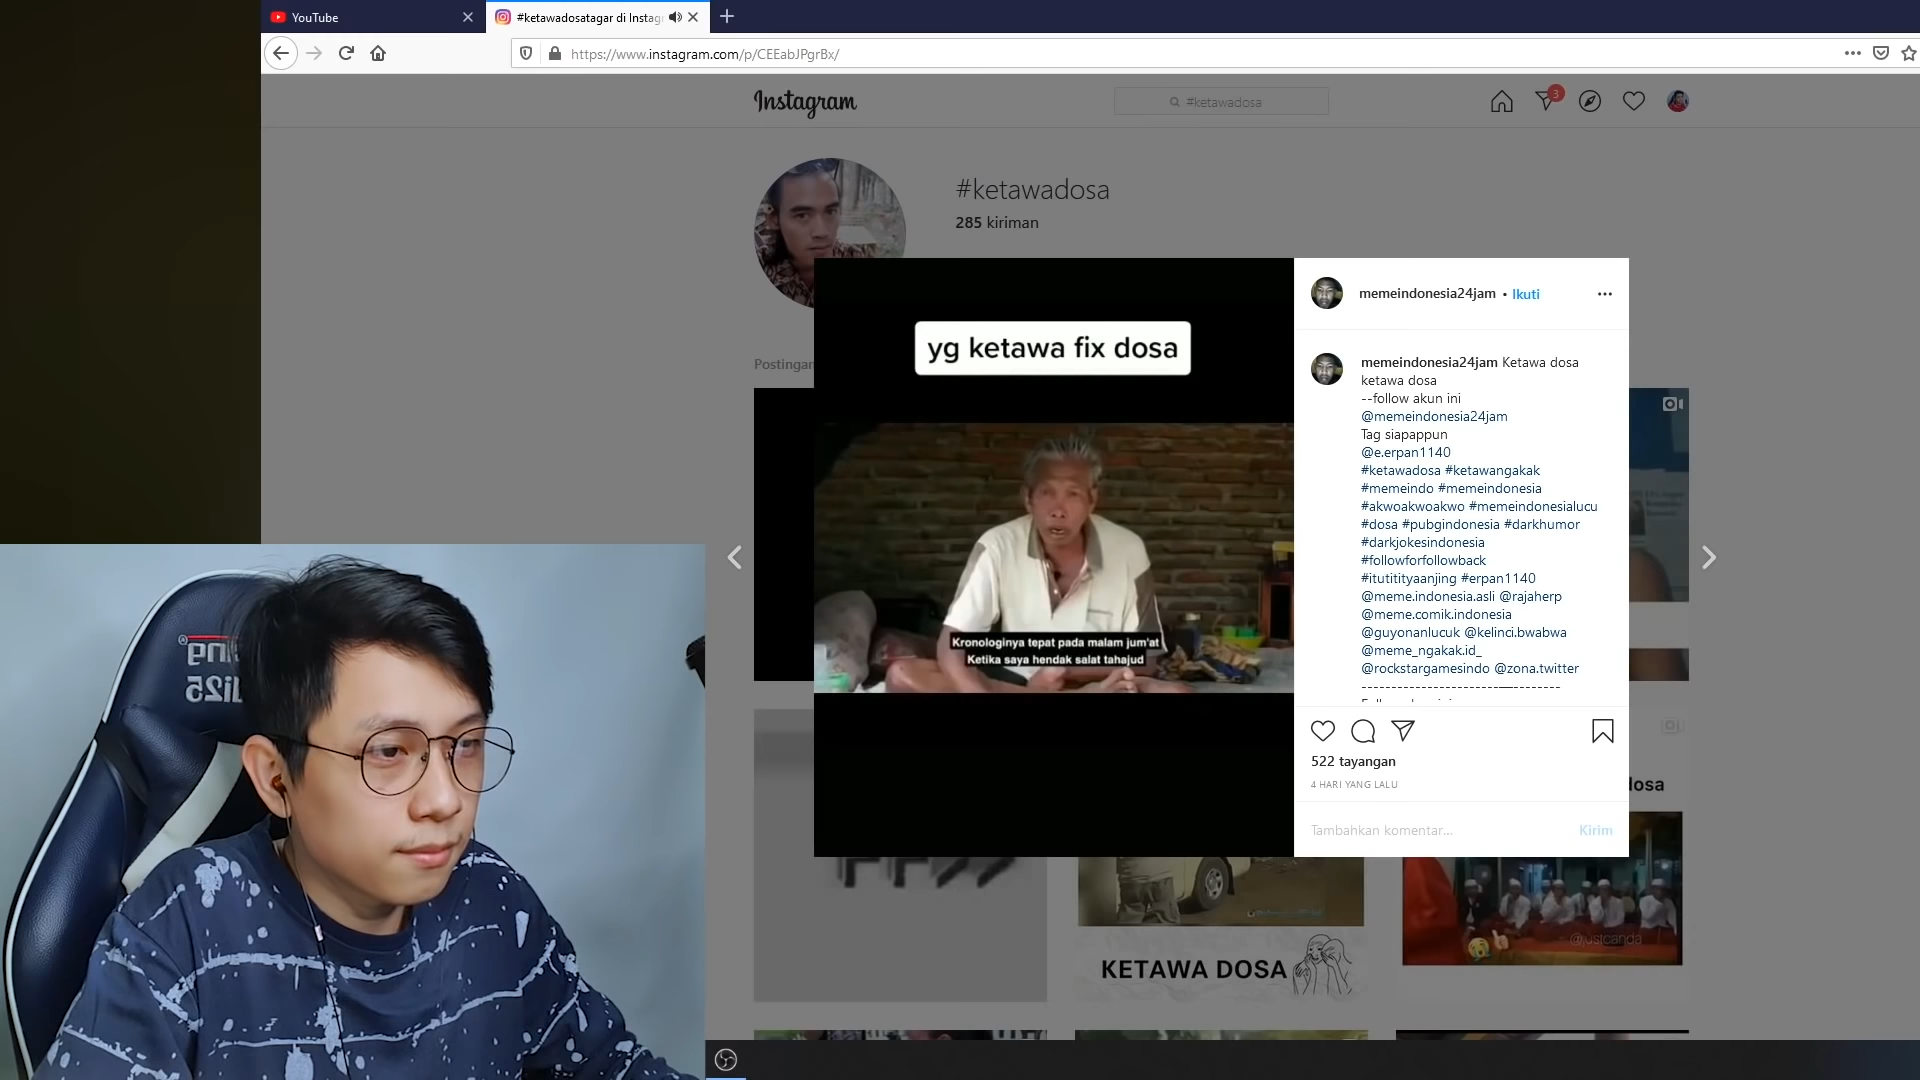 YouTube
#ketawadosatagar di Instagr
https://www.instagram.com/p/CEEabJPgrBx/
Instagram
#ketawadosa
3
#ketawadosa
285 kiriman
Postingan
yg ketawa fix dosa
Kronologinya tepat pada malam jum'at
Ketika saya hendak salat tahajud
memeindonesia24jam • Ikuti
memeindonesia24jam Ketawa dosa
ketawa dosa
--follow akun ini
@memeindonesia24jam
Tag siapappun
@e.erpan1140
#ketawadosa #ketawangakak
#memeindo #memeindonesia
#akwoakwoakwo #memeindonesialucu
#dosa #pubgindonesia #darkhumor
#darkjokesindonesia
#followforfollowback
#itutitityaanjing #erpan1140
@meme.indonesia.asli @rajaherp
@meme.comik.indonesia
@guyonanlucuk @kelinci.bwabwa
@meme_ngakak.id_
@rockstargamesindo @zona.twitter
522 tayangan
4 HARI YANG LALU
Tambahkan komentar...
Kirim
dosa
@justcanda
KETAWA DOSA